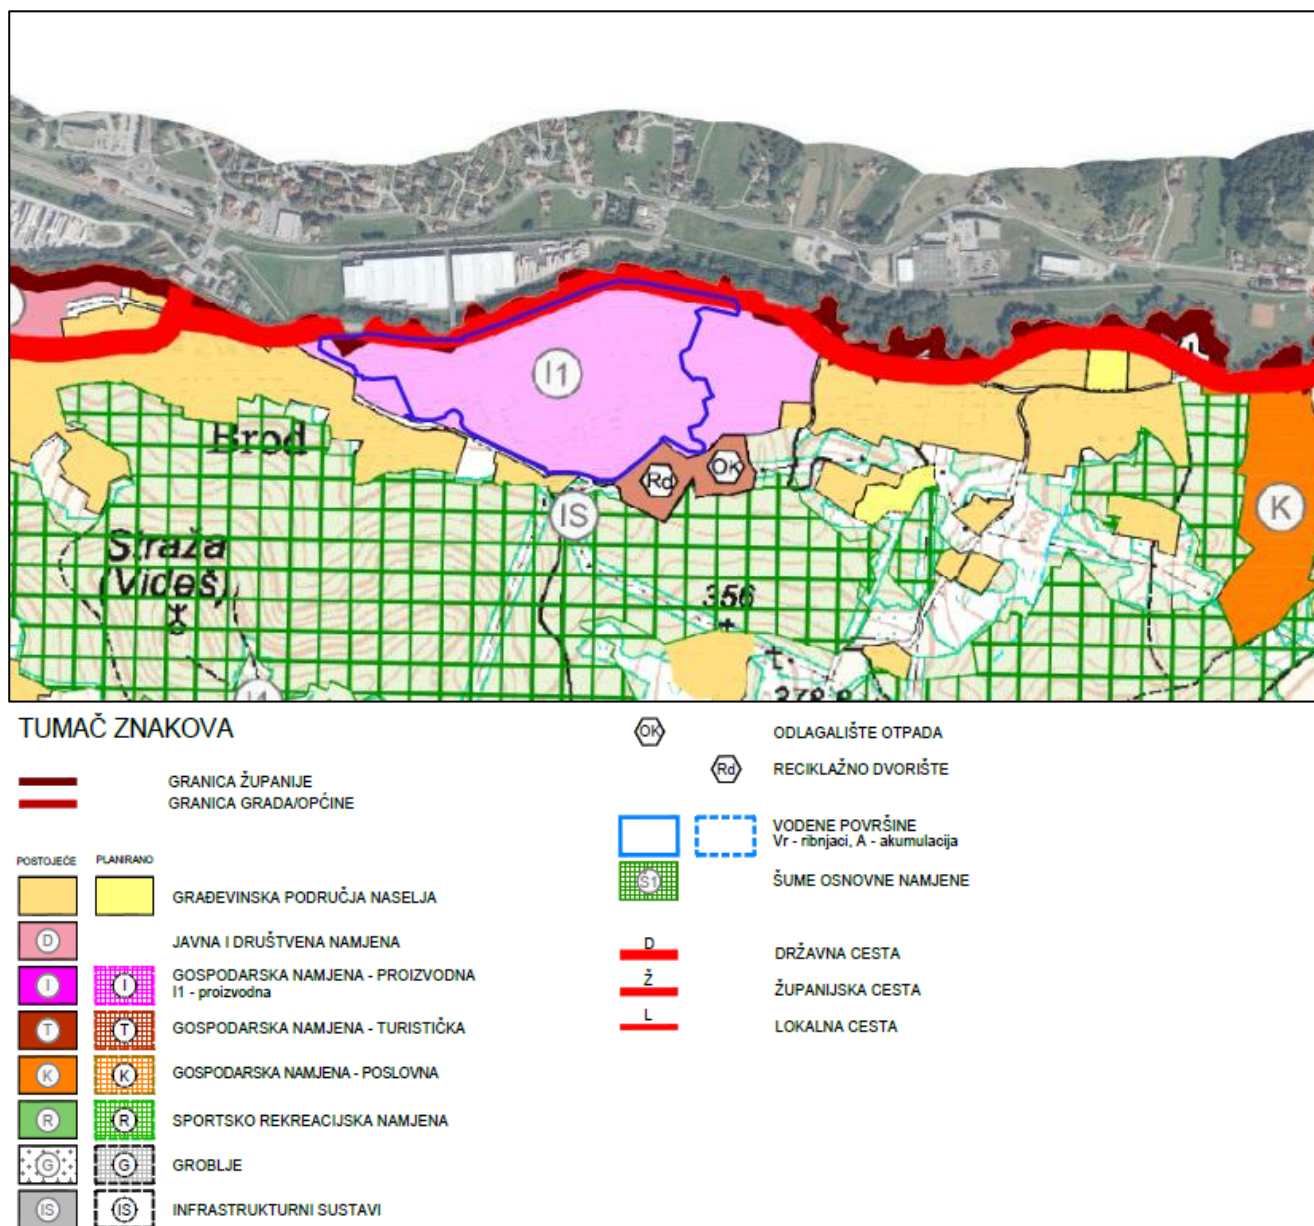 I1
Brod
Rd
OK
IS
K
Straža
(Videš)
356
378.8
TUMAČ ZNAKOVA
GRANICA ŽUPANIJE
GRANICA GRADA/OPĆINE
POSTOJEĆE PLANIRANO
GRAĐEVINSKA PODRUČJA NASELJA
D JAVNA I DRUŠTVENA NAMJENA
I I GOSPODARSKA NAMJENA - PROIZVODNA
I1 - proizvodna
T T GOSPODARSKA NAMJENA - TURISTIČKA
K K GOSPODARSKA NAMJENA - POSLOVNA
R R SPORTSKO REKREACIJSKA NAMJENA
G G GROBLJE
IS IS INFRASTRUKTURNI SUSTAVI
OK ODLAGALIŠTE OTPADA
Rd RECIKLAŽNO DVORIŠTE
VODENE POVRŠINE
Vr - ribnjaci, A - akumulacija
S1 ŠUME OSNOVNE NAMJENE
D DRŽAVNA CESTA
Ž ŽUPANIJSKA CESTA
L LOKALNA CESTA